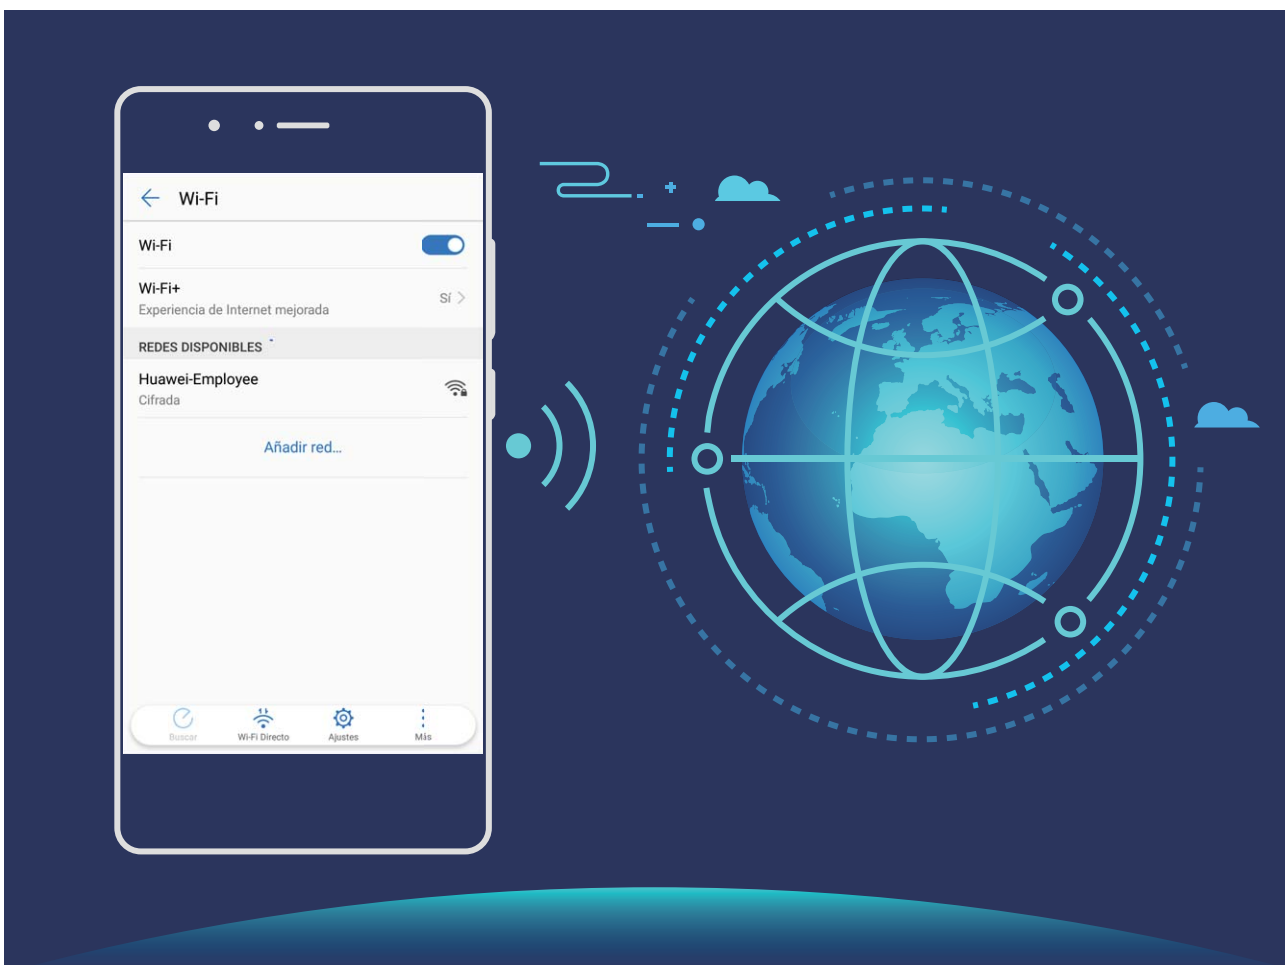 Wi-Fi
Wi-Fi
Wi-Fi+
Experiencia de Internet mejorada
Sí
REDES DISPONIBLES
Huawei-Employee
Cifrada
Añadir red...
Buscar Wi-Fi Directo Ajustes Más